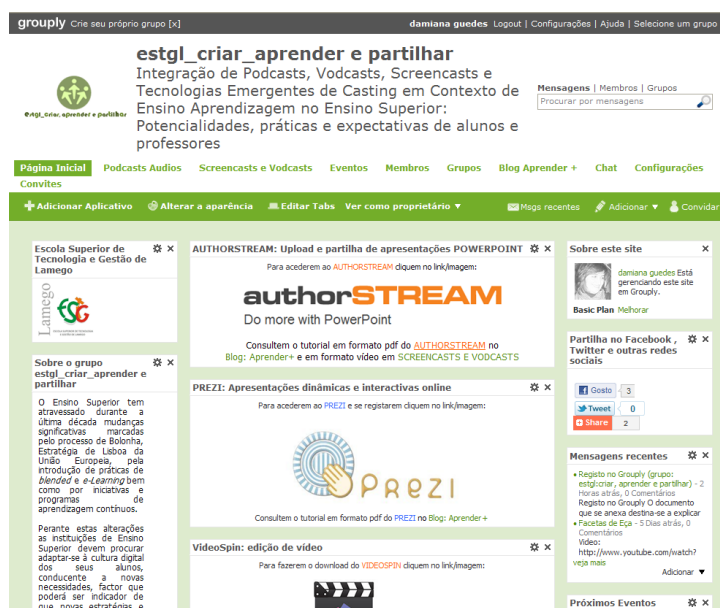 grouply Crie seu próprio grupo [x]
damiana guedes Logout | Configurações | Ajuda | Selecione um grupo
estgl_criar_aprender e partilhar
Integração de Podcasts, Vodcasts, Screencasts e
Tecnologias Emergentes de Casting em Contexto de
Ensino Aprendizagem no Ensino Superior:
Potencialidades, práticas e expectativas de alunos e
professores
estgl_criar, aprender e partilhar
Mensagens | Membros | Grupos
Procurar por mensagens
Página Inicial Podcasts Audios Screencasts e Vodcasts Eventos Membros Grupos Blog Aprender + Chat Configurações
Convites
Adicionar Aplicativo Alterar a aparência Editar Tabs Ver como proprietário ▼ Msgs recentes Adicionar ▼ Convidar
Escola Superior de
Tecnologia e Gestão de
Lamego
Lamego
estg
Sobre o grupo
estgl_criar_aprender e
partilhar
O Ensino Superior tem
atravessado durante a
última década mudanças
significativas marcadas
pelo processo de Bolonha,
Estratégia de Lisboa da
União Europeia, pela
introdução de práticas de
blended e e-Learning bem
como por iniciativas e
programas de
aprendizagem contínuos.
Perante estas alterações
as instituições de Ensino
Superior devem procurar
adaptar-se à cultura digital
dos seus alunos,
conducente a novas
necessidades, factor que
poderá ser indicador de
que novas estratégias e
AUTHORSTREAM: Upload e partilha de apresentações POWERPOINT
Para acederem ao AUTHORSTREAM cliquem no link/imagem:
authorSTREAM
Do more with PowerPoint
Consultem o tutorial em formato pdf do AUTHORSTREAM no
Blog: Aprender+ e em formato vídeo em SCREENCASTS E VODCASTS
PREZI: Apresentações dinâmicas e interactivas online
Para acederem ao PREZI e se registarem cliquem no link/imagem:
PREZI
Consultem o tutorial em formato pdf do PREZI no Blog: Aprender+
VideoSpin: edição de vídeo
Para fazerem o download do VIDEOSPIN cliquem no link/imagem:
Sobre este site
damiana guedes Está
gerenciando este site
em Grouply.
Basic Plan Melhorar
Partilha no Facebook ,
Twitter e outras redes
sociais
Gosto 3
Tweet 0
Share 2
Mensagens recentes
• Registo no Grouply (grupo:
estgl:criar, aprender e partilhar) - 2
Horas atrás, 0 Comentários
Registo no Grouply O documento
que se anexa destina-se a explicar
• Facetas de Eça - 5 Dias atrás, 0
Comentários
Video:
http://www.youtube.com/watch?
veja mais
Adicionar ▼
Próximos Eventos